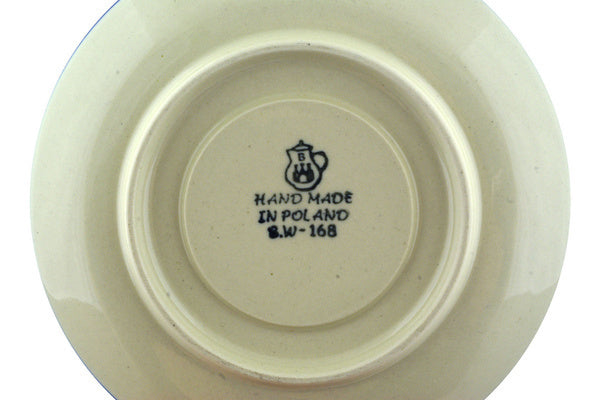 B
HAND MADE
IN POLAND
B.W-168